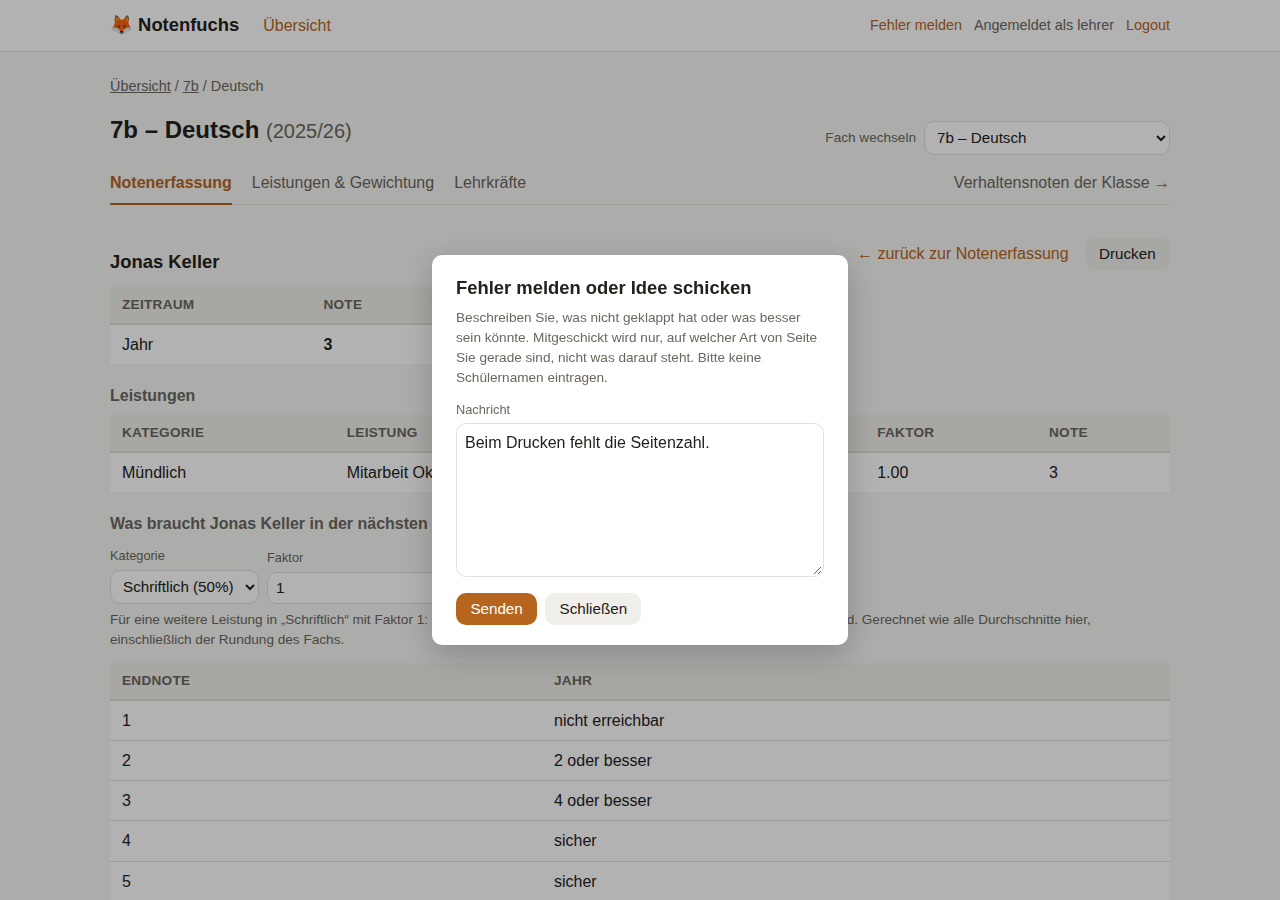 🦊 Notenfuchs Übersicht Fehler melden Angemeldet als lehrer Logout
Übersicht / 7b / Deutsch
7b – Deutsch (2025/26)
Fach wechseln 7b – Deutsch
Notenerfassung Leistungen & Gewichtung Lehrkräfte Verhaltensnoten der Klasse →
Jonas Keller
← zurück zur Notenerfassung Drucken
ZEITRAUM NOTE
Jahr 3
Leistungen
KATEGORIE LEISTUNG FAKTOR NOTE
Mündlich Mitarbeit Ok 1.00 3
Was braucht Jonas Keller in der nächsten
Kategorie Faktor
Schriftlich (50%) 1
Für eine weitere Leistung in „Schriftlich“ mit Faktor 1: d. Gerechnet wie alle Durchschnitte hier,
einschließlich der Rundung des Fachs.
ENDNOTE JAHR
1 nicht erreichbar
2 2 oder besser
3 4 oder besser
4 sicher
5 sicher
Fehler melden oder Idee schicken
Beschreiben Sie, was nicht geklappt hat oder was besser
sein könnte. Mitgeschickt wird nur, auf welcher Art von Seite
Sie gerade sind, nicht was darauf steht. Bitte keine
Schülernamen eintragen.
Nachricht
Beim Drucken fehlt die Seitenzahl.
Senden Schließen